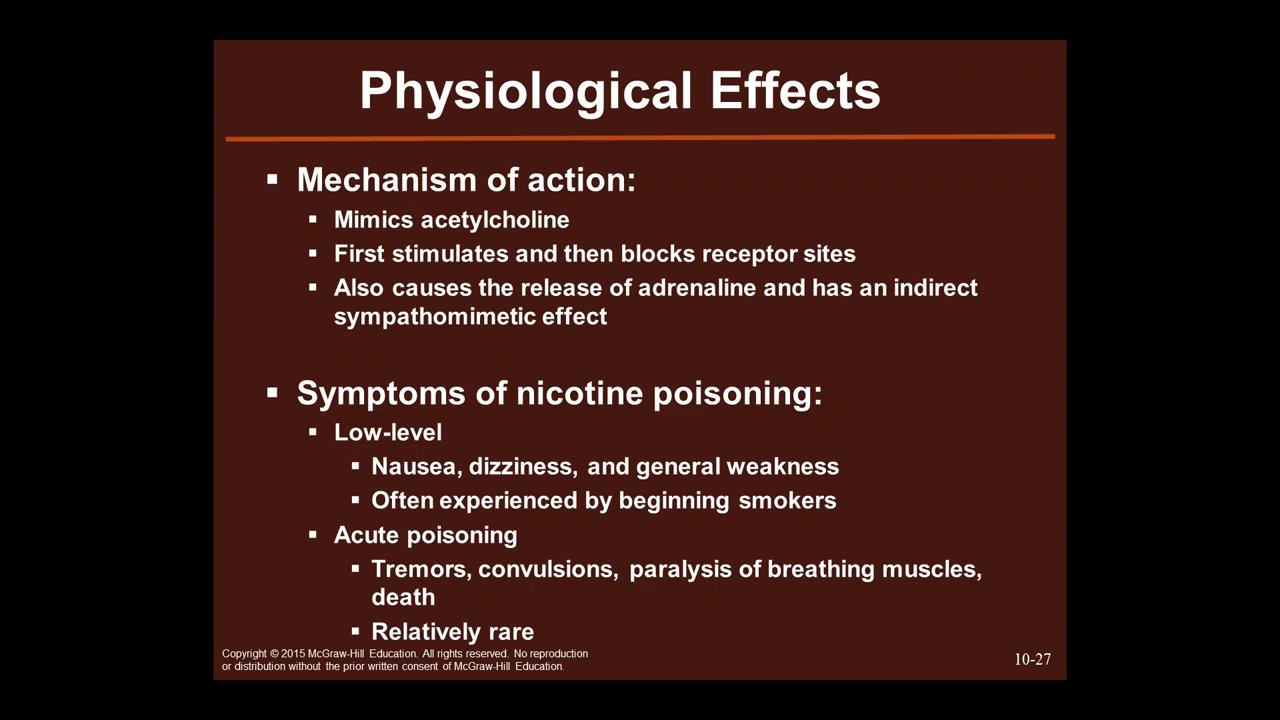 Physiological Effects
▪ Mechanism of action:
▪ Mimics acetylcholine
▪ First stimulates and then blocks receptor sites
▪ Also causes the release of adrenaline and has an indirect
sympathomimetic effect
▪ Symptoms of nicotine poisoning:
▪ Low-level
▪ Nausea, dizziness, and general weakness
▪ Often experienced by beginning smokers
▪ Acute poisoning
▪ Tremors, convulsions, paralysis of breathing muscles,
death
▪ Relatively rare
Copyright © 2015 McGraw-Hill Education. All rights reserved. No reproduction
or distribution without the prior written consent of McGraw-Hill Education.
10-27